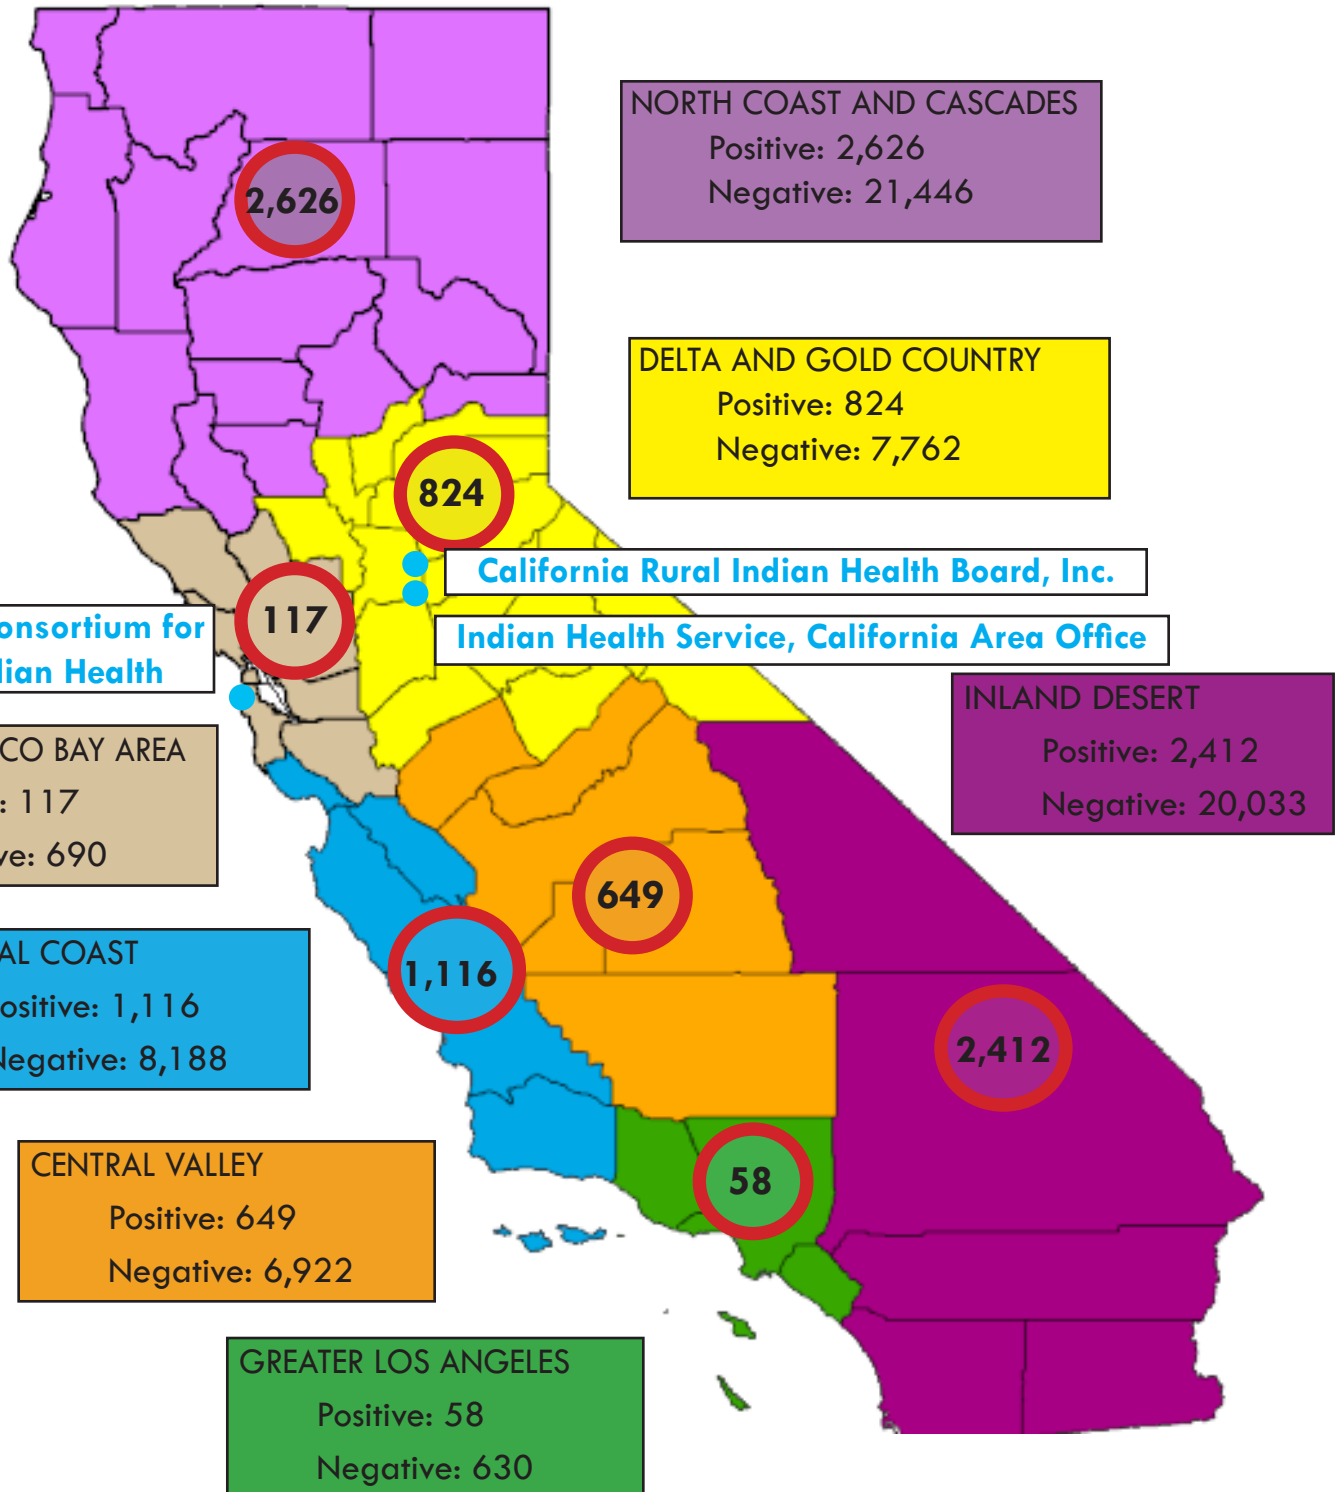 NORTH COAST AND CASCADES
Positive: 2,626
Negative: 21,446
2,626
DELTA AND GOLD COUNTRY
Positive: 824
Negative: 7,762
824
California Rural Indian Health Board, Inc.
117
onsortium for
dian Health
Indian Health Service, California Area Office
INLAND DESERT
Positive: 2,412
Negative: 20,033
CO BAY AREA
: 117
ve: 690
649
AL COAST
ositive: 1,116
Negative: 8,188
1,116
2,412
CENTRAL VALLEY
Positive: 649
Negative: 6,922
58
GREATER LOS ANGELES
Positive: 58
Negative: 630